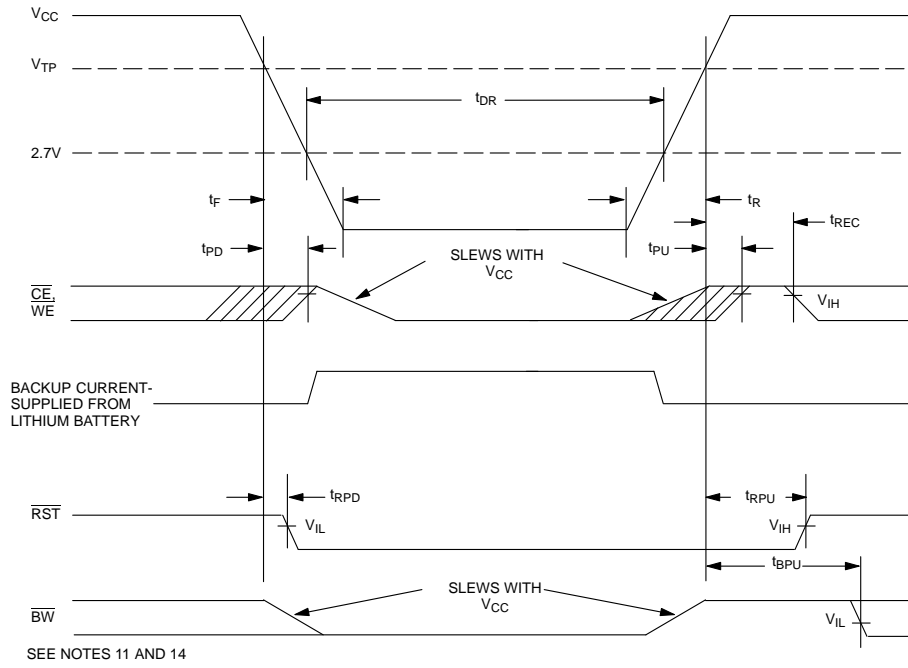 VCC
VTP
tDR
2.7V
tF
tR
tREC
tPD
tPU
SLEWS WITH
VCC
CE,
WE
VIH
BACKUP CURRENT-
SUPPLIED FROM
LITHIUM BATTERY
tRPD
tRPU
RST
VIL
VIH
tBPU
SLEWS WITH
VCC
BW
VIL
SEE NOTES 11 AND 14